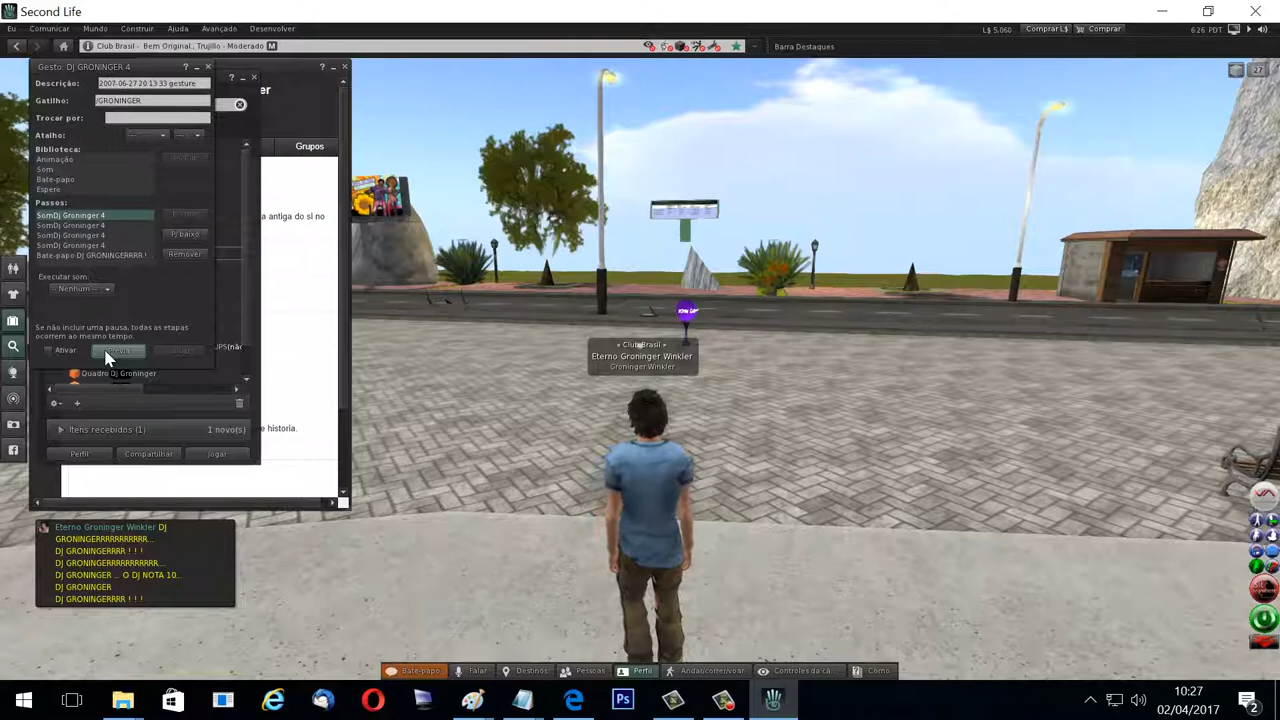 Second Life
Eu Comunicar Mundo Construir Ajuda Avançado Desenvolver
L$ 5,060 Comprar L$ Comprar 6:26 PDT
Club Brasil - Bem Original., Trujillo - Moderado M
Barra Destaques
Gesto: DJ GRONINGER 4
Descrição: 2007-06-27 20:13:33 gesture
Gatilho: /GRONINGER
Trocar por:
Atalho:
Biblioteca:
Animação
Som
Bate-papo
Espere
Passos:
SomDj Groninger 4
SomDj Groninger 4
SomDj Groninger 4
SomDj Groninger 4
Bate-papo DJ GRONINGERRRR !
P/ baixo
Remover
Executar som:
-- Nenhum --
Se não incluir uma pausa, todas as etapas
ocorrem ao mesmo tempo.
Ativar
er
Grupos
a antiga do sl no
Quadro Dj Groninger
e historia.
Itens recebidos (1) 1 novo(s)
Perfil Compartilhar Jogar
27
« Club Brasil »
Eterno Groninger Winkler
Groninger Winkler
Eterno Groninger Winkler DJ
GRONINGERRRRRRRRRR....
DJ GRONINGERRRR ! ! !
DJ GRONINGERRRRRRRRRRR....
DJ GRONINGER ... O DJ NOTA 10...
DJ GRONINGER
DJ GRONINGERRRR ! ! !
Bate-papo Falar Destinos Pessoas Perfil Andar/correr/voar Controles da câ... Como
10:27
02/04/2017
2